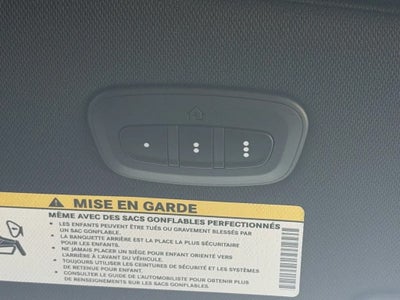 MISE EN GARDE
MÊME AVEC DES SACS GONFLABLES PERFECTIONNÉS
• LES ENFANTS PEUVENT ÊTRE TUÉS OU GRAVEMENT BLESSÉS PAR
UN SAC GONFLABLE.
• LA BANQUETTE ARRIÈRE EST LA PLACE LA PLUS SÉCURITAIRE
POUR LES ENFANTS.
• NE JAMAIS PLACER UN SIÈGE POUR ENFANT ORIENTÉ VERS
L'ARRIÈRE À L'AVANT DU VÉHICULE.
• TOUJOURS UTILISER LES CEINTURES DE SÉCURITÉ ET LES SYSTÈMES
DE RETENUE POUR ENFANT.
• CONSULTER LE GUIDE DE L'AUTOMOBILISTE POUR OBTENIR PLUS
DE RENSEIGNEMENTS SUR LES SACS GONFLABLES.